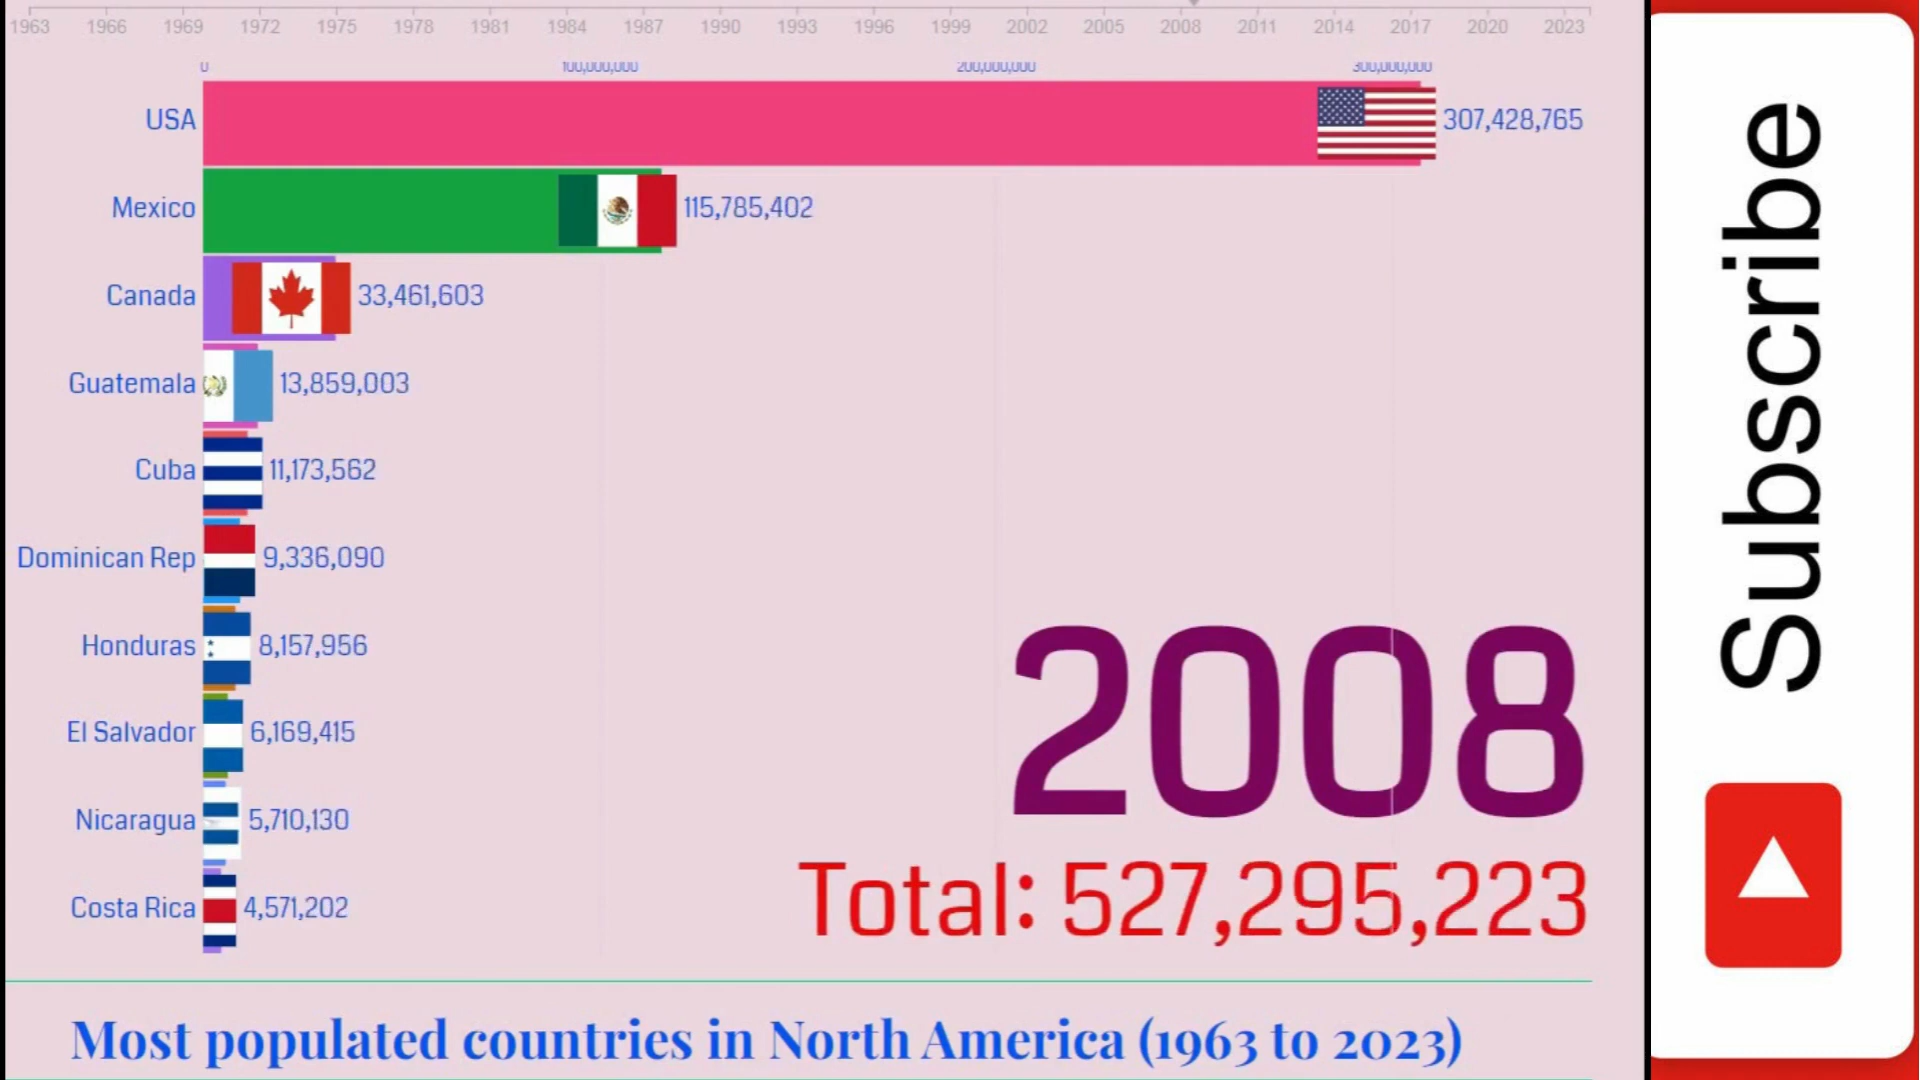 1963 1966 1969 1972 1975 1978 1981 1984 1987 1990 1993 1996 1999 2002 2005 2008 2011 2014 2017 2020 2023
0 100,000,000 200,000,000 300,000,000
USA 307,428,765
Mexico 115,785,402
Canada 33,461,603
Guatemala 13,859,003
Cuba 11,173,562
Dominican Rep 9,336,090
Honduras 8,157,956
El Salvador 6,169,415
Nicaragua 5,710,130
Costa Rica 4,571,202
2008
Total: 527,295,223
Most populated countries in North America (1963 to 2023)
Subscribe